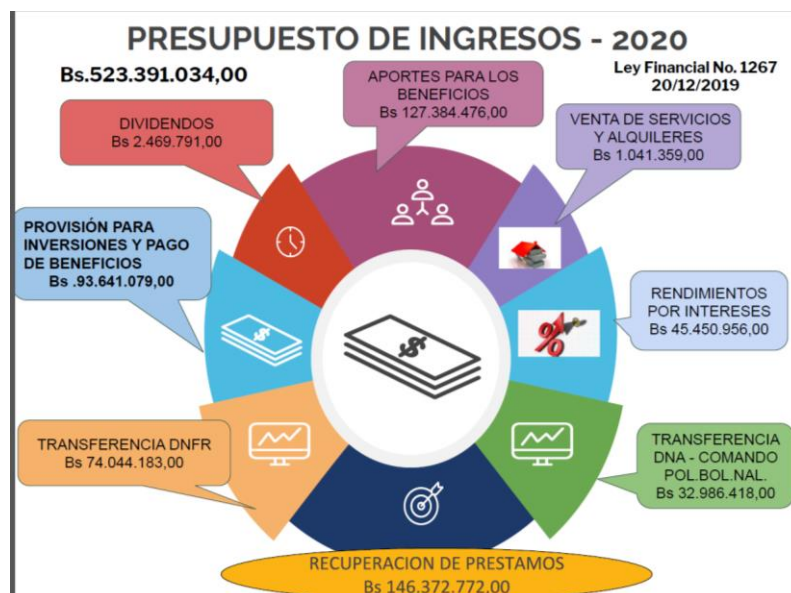 PRESUPUESTO DE INGRESOS - 2020
Bs.523.391.034,00
Ley Financial No. 1267
20/12/2019
APORTES PARA LOS
BENEFICIOS
Bs 127.384.476,00
DIVIDENDOS
Bs 2.469.791,00
VENTA DE SERVICIOS
Y ALQUILERES
Bs 1.041.359,00
PROVISIÓN PARA
INVERSIONES Y PAGO
DE BENEFICIOS
Bs .93.641.079,00
RENDIMIENTOS
POR INTERESES
Bs 45.450.956,00
TRANSFERENCIA DNFR
Bs 74.044.183,00
TRANSFERENCIA
DNA - COMANDO
POL.BOL.NAL.
Bs 32.986.418,00
RECUPERACION DE PRESTAMOS
Bs 146.372.772,00